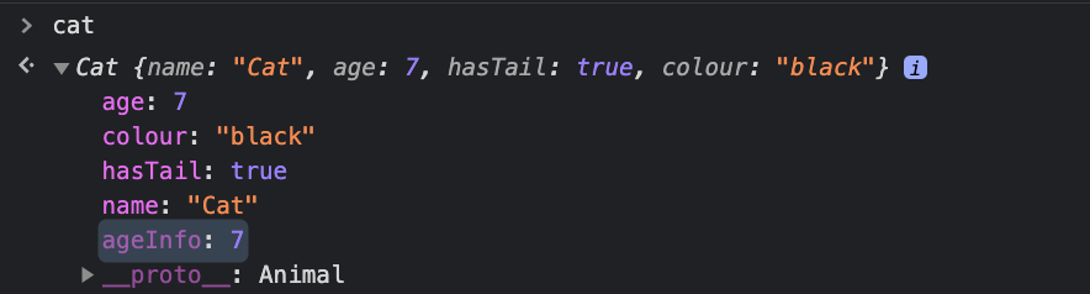 > cat
Cat {name: "Cat", age: 7, hasTail: true, colour: "black"} i
age: 7
colour: "black"
hasTail: true
name: "Cat"
ageInfo: 7
__proto__: Animal